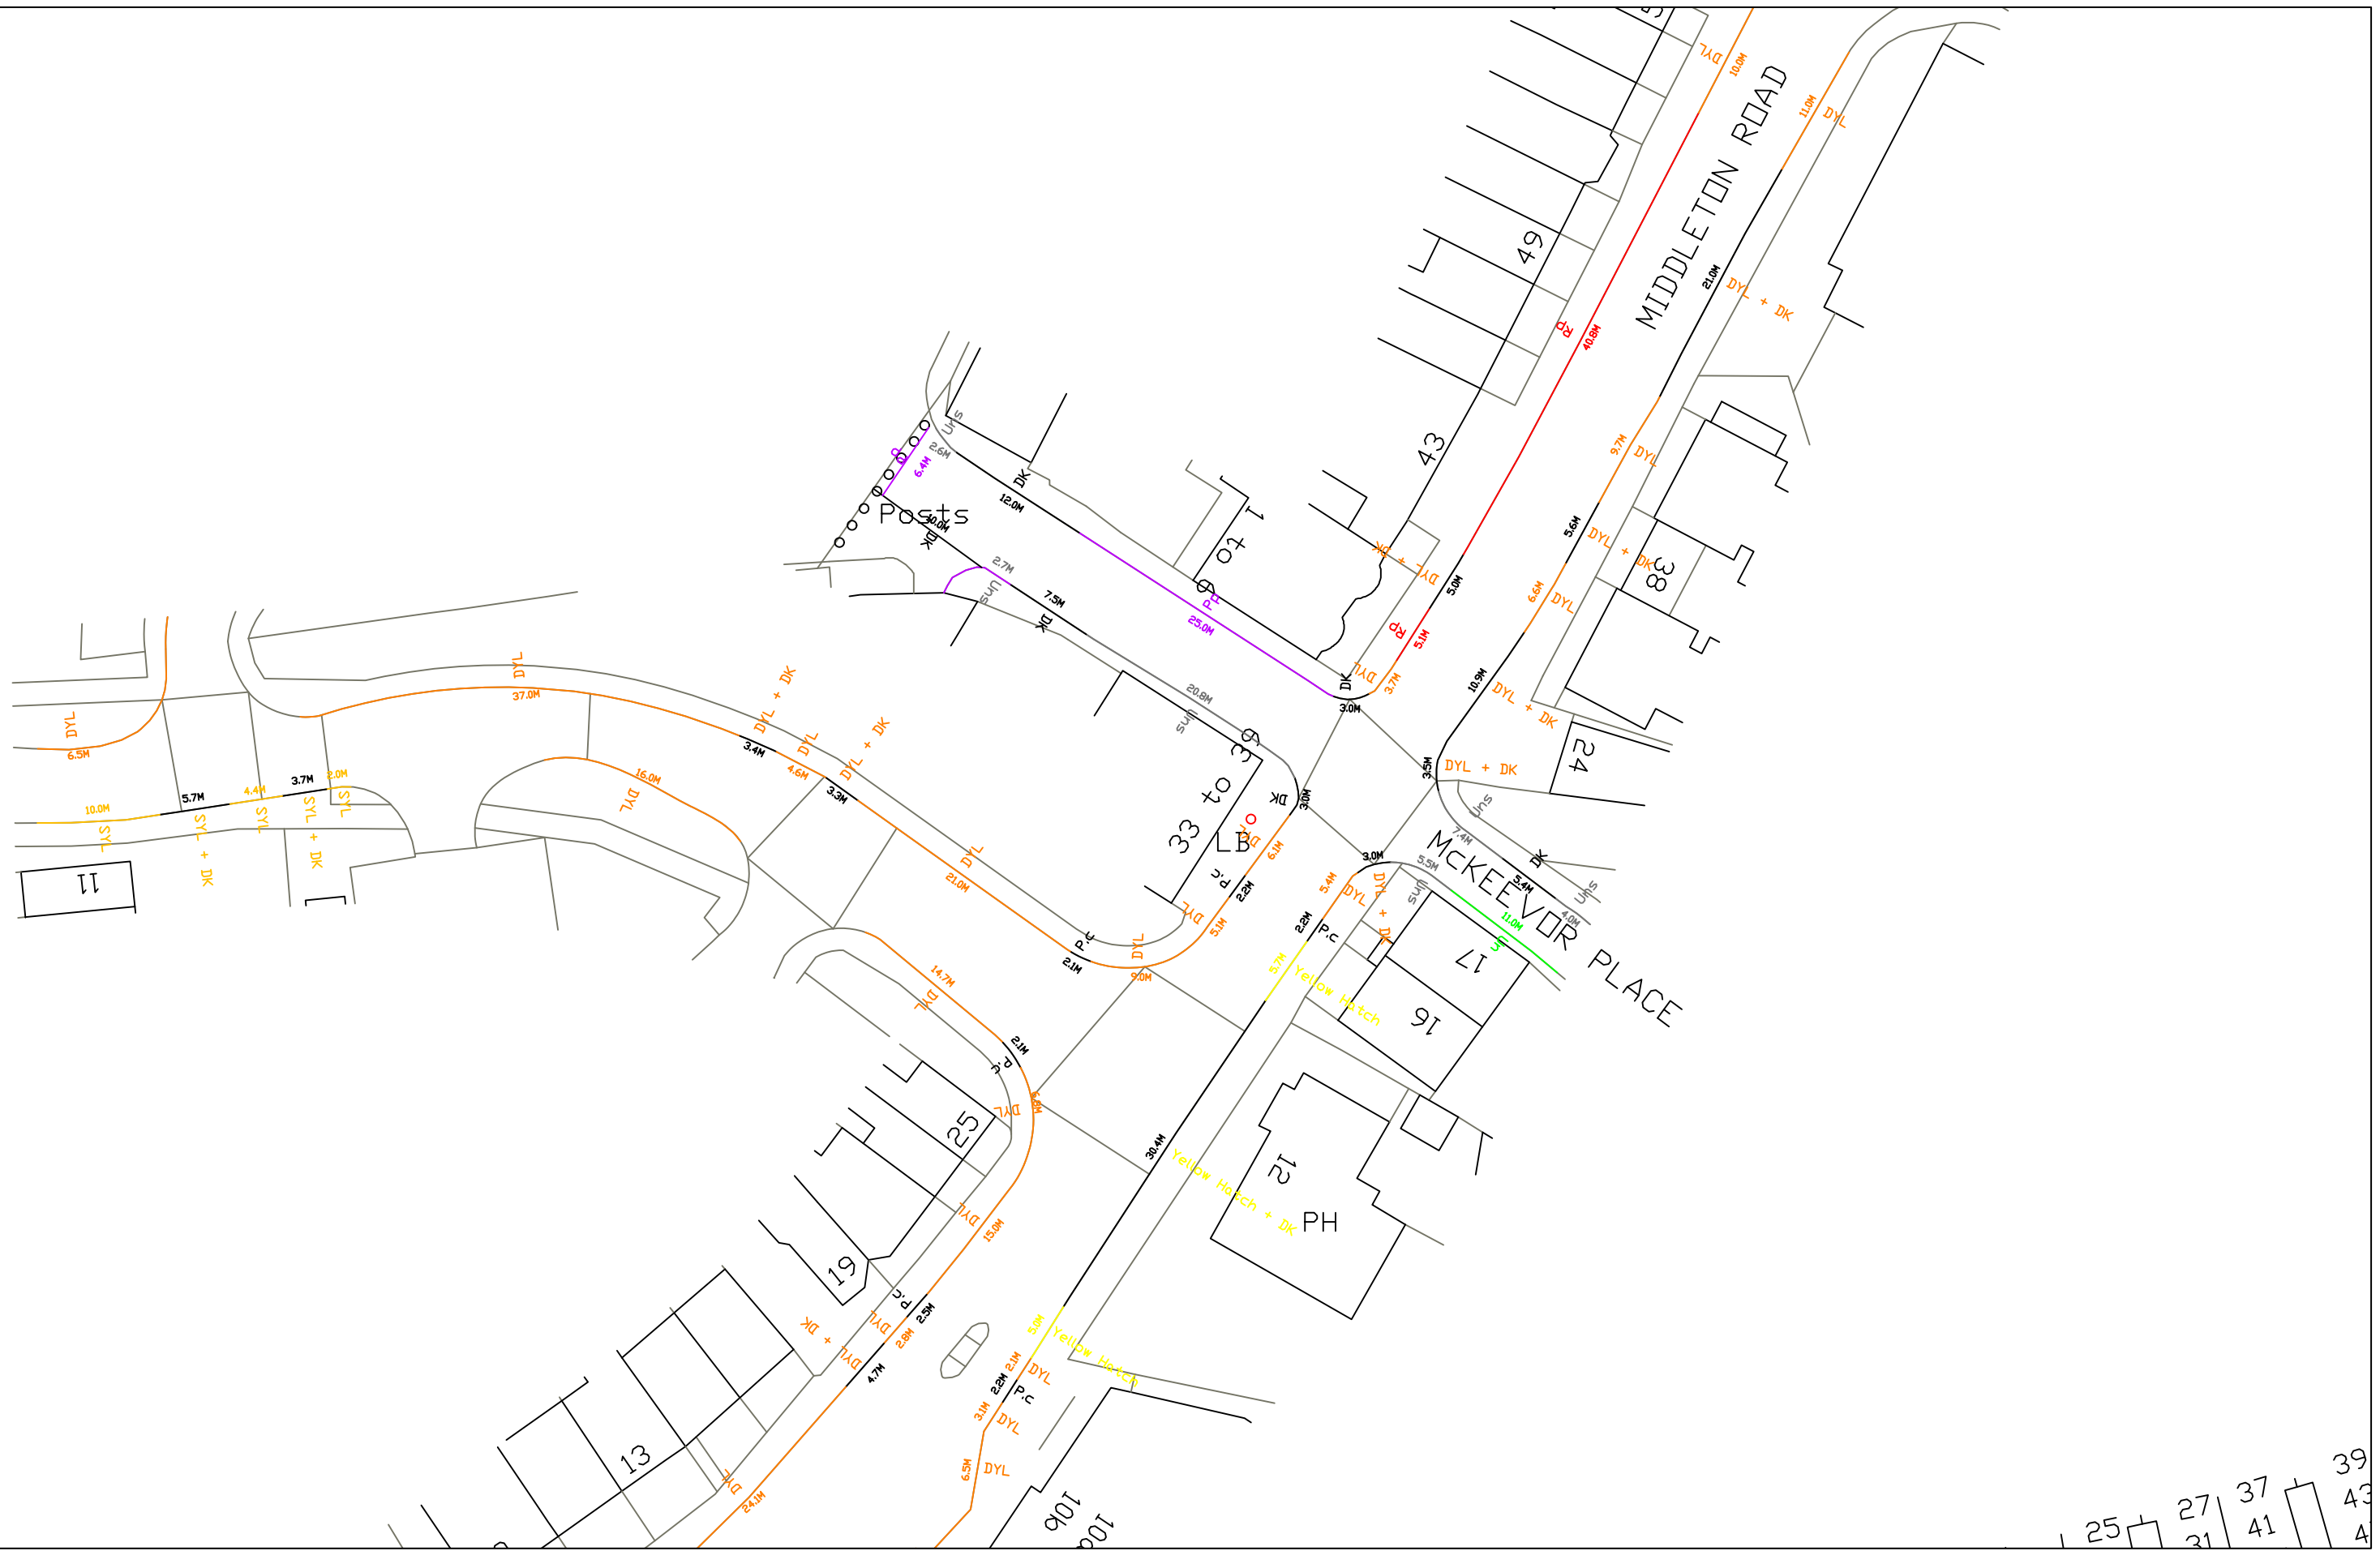 DYL
10.0M
MIDDLETON ROAD
11.0M
DYL
49
21.0M
DYL + DK
RP
40.8M
43
Uns
2.6M
6.4M
DK
12.0M
Posts
10.0M
DK
2.7M
Uns
7.5M
DK
1 to 9
PP
25.0M
DYL + DK
5.0M
RP
5.1M
DYL
3.7M
DK
3.0M
9.7M
DYL
5.6M
DYL + DK
38
6.6M
DYL
10.9M
DYL + DK
24
3.5M
DYL + DK
20.8M
Uns
33 to 39
DK
3.0M
LB
DYL
6.1M
P.C
2.2M
DYL
5.1M
DYL
6.5M
DYL
37.0M
DYL + DK
3.4M
DYL
4.6M
DYL + DK
3.3M
10.0M
SYL
5.7M
SYL + DK
4.4M
SYL
3.7M
SYL + DK
2.0M
SYL
11
16.0M
DYL
DYL
21.0M
P.C
2.1M
DYL
9.0M
Uns
7.4M
DK
5.4M
Uns
4.0M
McKEEVOR PLACE
3.0M
DYL + DK
5.5M
Uns
11.0M
Un
5.4M
DYL
2.2M
P.C
5.7M
Yellow Hatch
17
16
14.7M
DYL
2.1M
P.C
DYL
25
30.4M
Yellow Hatch + DK
12
PH
DYL
15.0M
19
P.C
2.5M
DYL
2.8M
DYL + DK
4.7M
5.0M
Yellow Hatch
2.1M
DYL
2.2M
P.C
3.1M
DYL
6.5M
DYL
13
DYL
24.1M
106
25
27
31
37
41
39
43